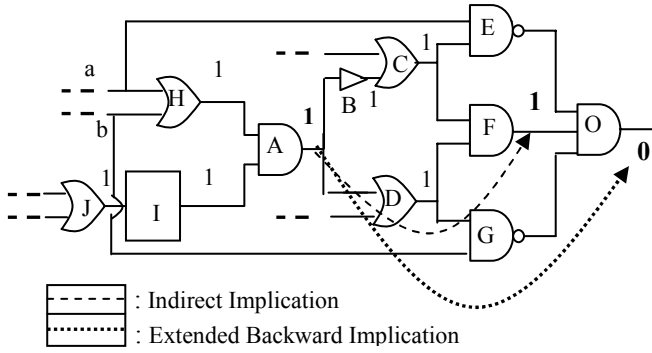 E
a
1
1
C
H
B
1
1
1
b
A
F
O
0
1
1
1
D
J
I
G
: Indirect Implication
: Extended Backward Implication